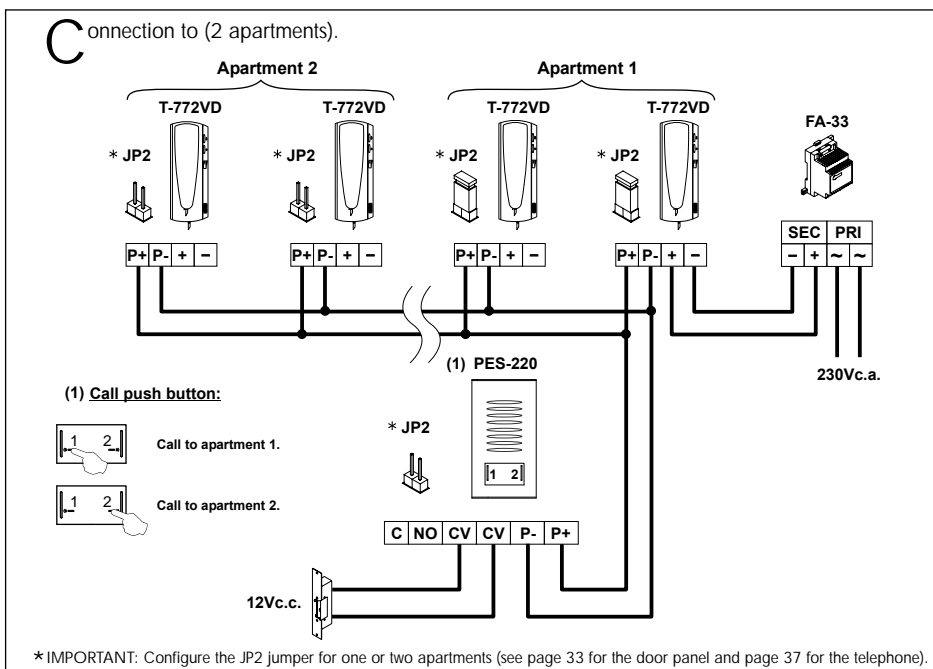 Connection to (2 apartments).
Apartment 2 Apartment 1
T-772VD T-772VD T-772VD T-772VD
FA-33
* JP2 * JP2 * JP2 * JP2
SEC PRI
P+ P- + - P+ P- + - P+ P- + - P+ P- + - - + ~ ~
230Vc.a.
(1) PES-220
(1) Call push button:
* JP2
1 2 Call to apartment 1.
1 2
1 2 Call to apartment 2.
C NO CV CV P- P+
12Vc.c.
* IMPORTANT: Configure the JP2 jumper for one or two apartments (see page 33 for the door panel and page 37 for the telephone).